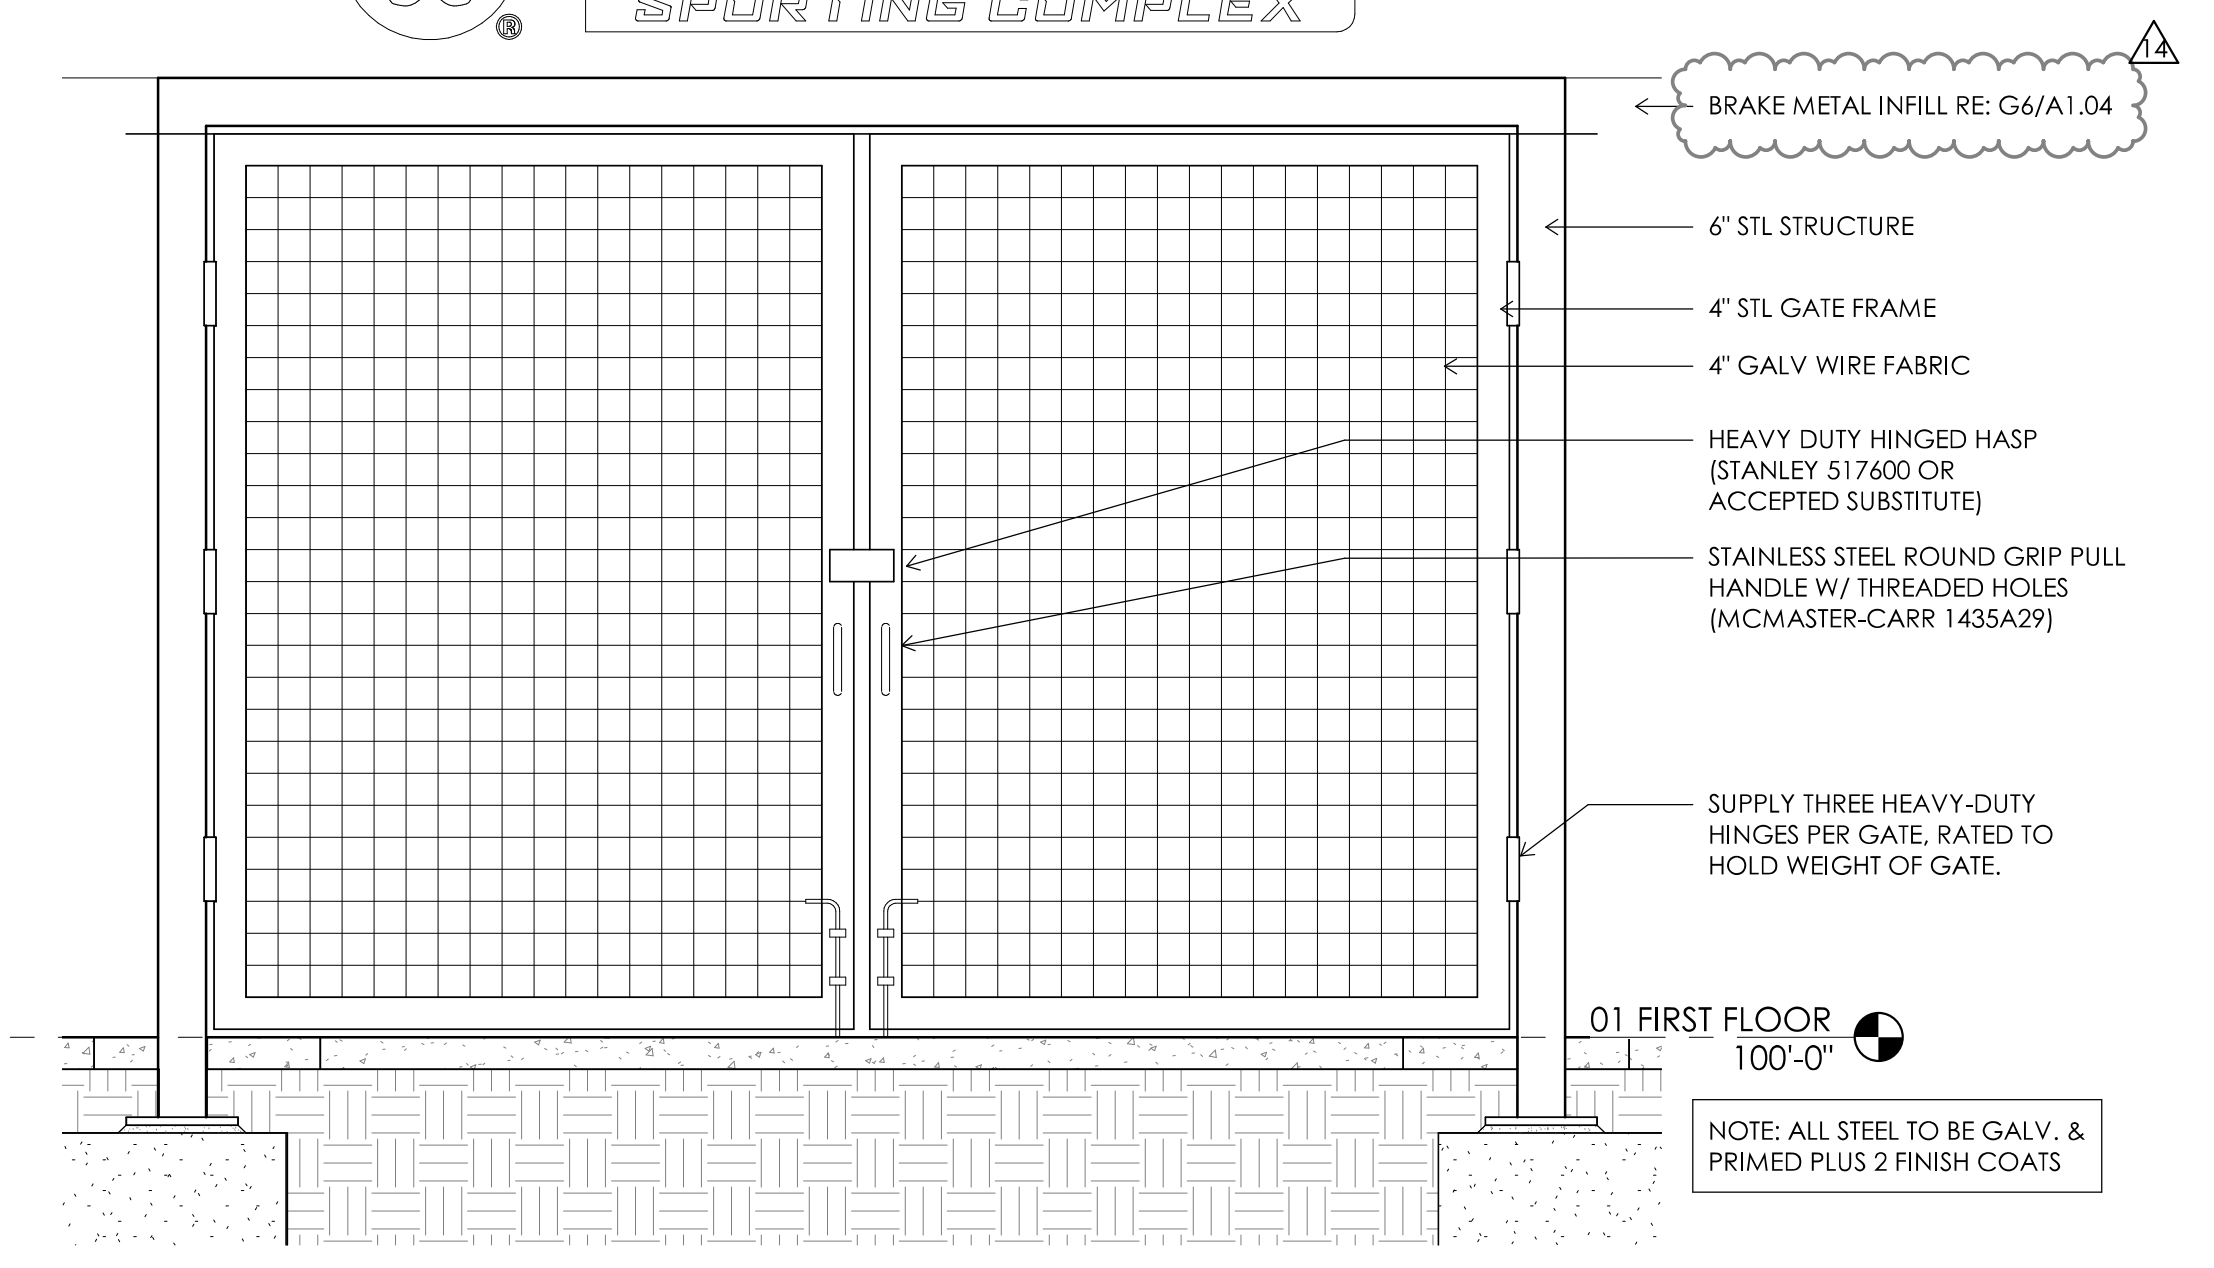 ®
SPORTING COMPLEX
14
BRAKE METAL INFILL RE: G6/A1.04
6" STL STRUCTURE
4" STL GATE FRAME
4" GALV WIRE FABRIC
HEAVY DUTY HINGED HASP
(STANLEY 517600 OR
ACCEPTED SUBSTITUTE)
STAINLESS STEEL ROUND GRIP PULL
HANDLE W/ THREADED HOLES
(MCMASTER-CARR 1435A29)
SUPPLY THREE HEAVY-DUTY
HINGES PER GATE, RATED TO
HOLD WEIGHT OF GATE.
01 FIRST FLOOR
100'-0"
NOTE: ALL STEEL TO BE GALV. &
PRIMED PLUS 2 FINISH COATS